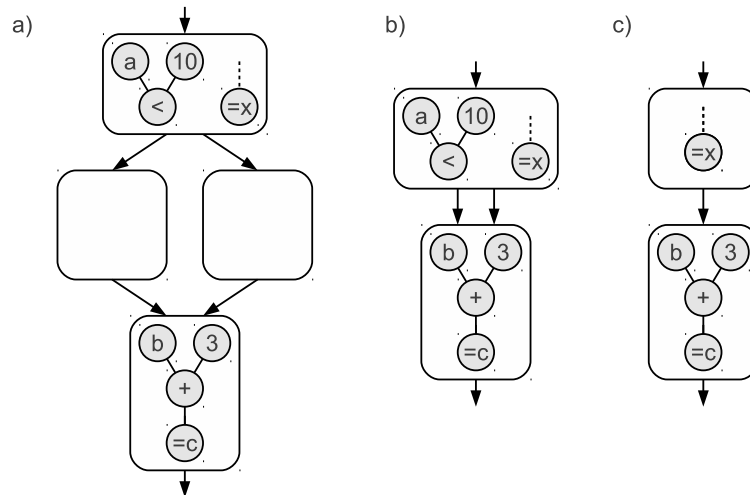 a)
a 10
< =x
b 3
+
=c
b)
a 10
< =x
b 3
+
=c
c)
=x
b 3
+
=c